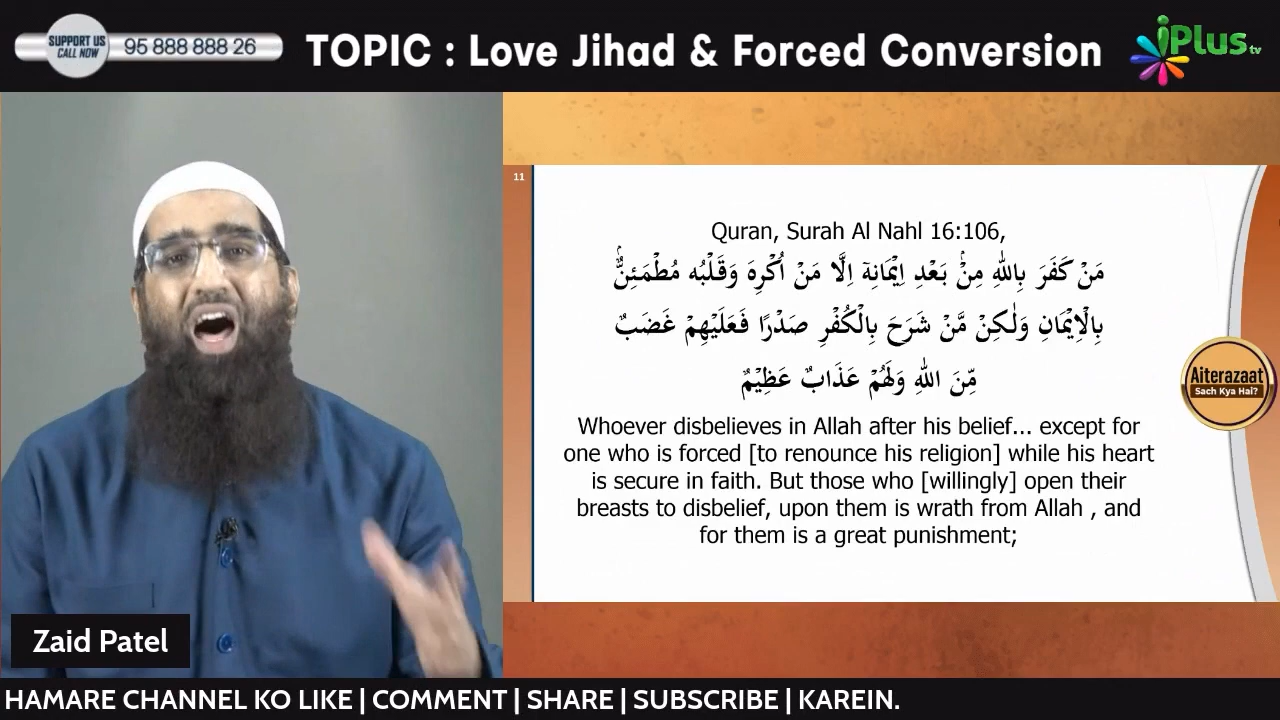 SUPPORT US
CALL NOW
95 888 888 26
TOPIC : Love Jihad & Forced Conversion
iPlus tv
11
Quran, Surah Al Nahl 16:106,
مَنْ كَفَرَ بِاللّٰهِ مِنْۢ بَعْدِ اِيْمَانِهٖۤ اِلَّا مَنْ اُكْرِهَ وَقَلْبُهٗ مُطْمَئِنٌّۢ
بِالْاِيْمَانِ وَلٰكِنْ مَّنْ شَرَحَ بِالْكُفْرِ صَدْرًا فَعَلَيْهِمْ غَضَبٌ
مِّنَ اللّٰهِ وَلَهُمْ عَذَابٌ عَظِيْمٌ
Whoever disbelieves in Allah after his belief... except for
one who is forced [to renounce his religion] while his heart
is secure in faith. But those who [willingly] open their
breasts to disbelief, upon them is wrath from Allah , and
for them is a great punishment;
Aiterazaat
Sach Kya Hai?
Zaid Patel
HAMARE CHANNEL KO LIKE | COMMENT | SHARE | SUBSCRIBE | KAREIN.